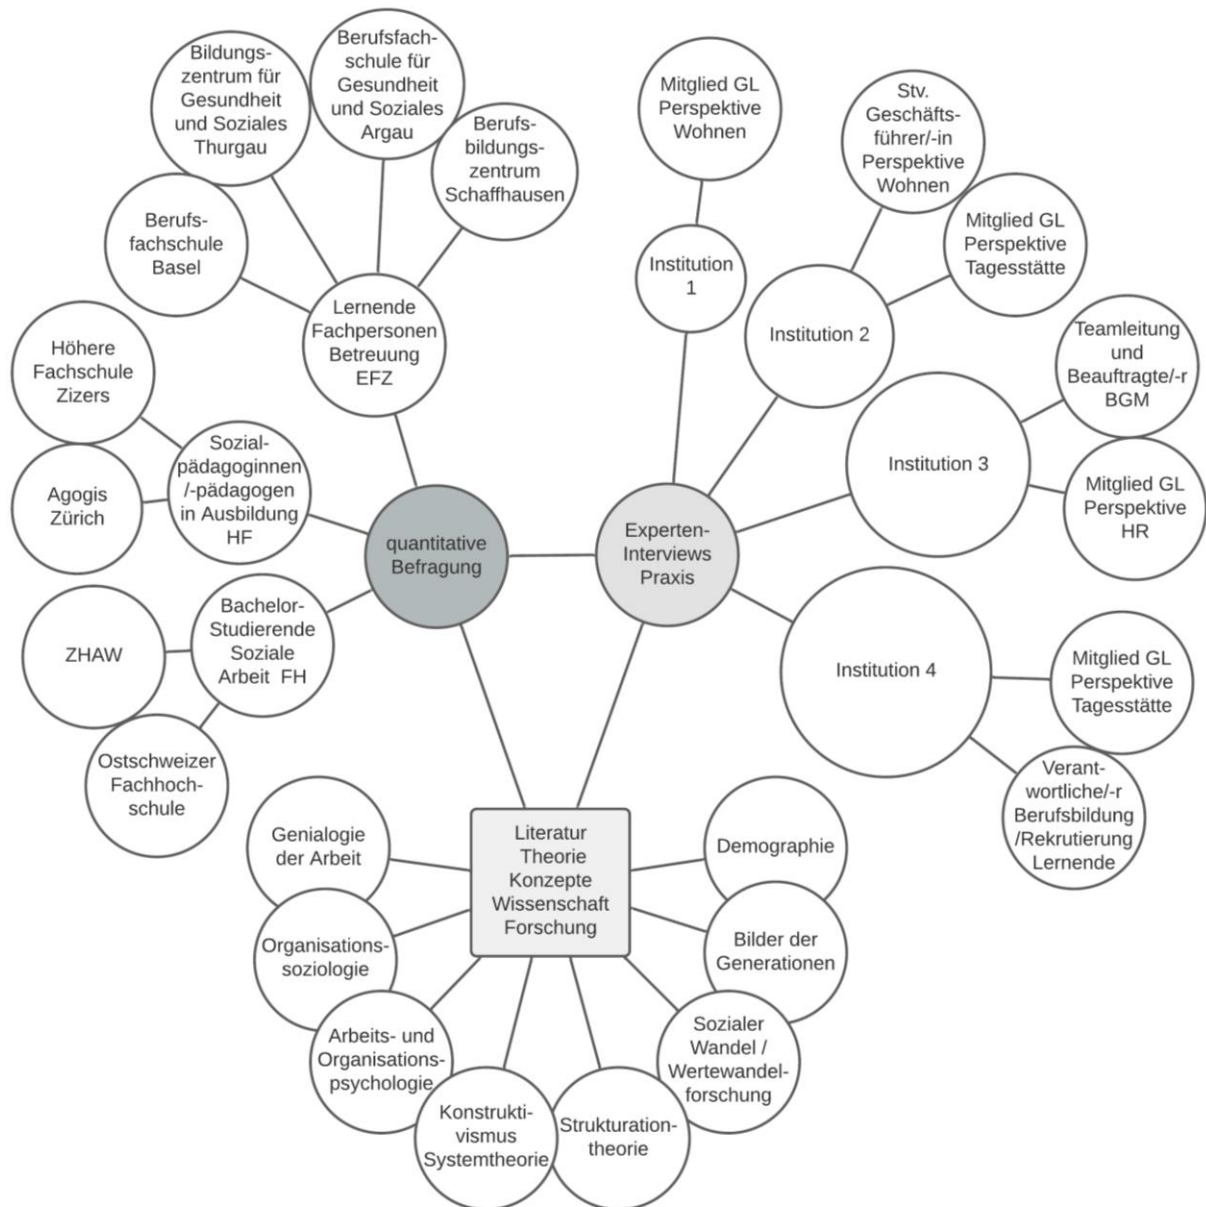 Bildungs-
zentrum für
Gesundheit
und Soziales
Thurgau
Berufsfach-
schule für
Gesundheit
und Soziales
Argau
Berufs-
bildungs-
zentrum
Schaffhausen
Berufs-
fachschule
Basel
Lernende
Fachpersonen
Betreuung
EFZ
Höhere
Fachschule
Zizers
Agogis
Zürich
Sozial-
pädagoginnen
/-pädagogen
in Ausbildung
HF
quantitative
Befragung
ZHAW
Bachelor-
Studierende
Soziale
Arbeit FH
Ostschweizer
Fachhoch-
schule
Mitglied GL
Perspektive
Wohnen
Institution
1
Stv.
Geschäfts-
führer/-in
Perspektive
Wohnen
Mitglied GL
Perspektive
Tagesstätte
Institution 2
Teamleitung
und
Beauftragte/-r
BGM
Institution 3
Mitglied GL
Perspektive
HR
Experten-
Interviews
Praxis
Institution 4
Mitglied GL
Perspektive
Tagesstätte
Verant-
wortliche/-r
Berufsbildung
/Rekrutierung
Lernende
Literatur
Theorie
Konzepte
Wissenschaft
Forschung
Genialogie
der Arbeit
Organisations-
soziologie
Arbeits- und
Organisations-
psychologie
Konstrukti-
vismus
Systemtheorie
Strukturation-
theorie
Sozialer
Wandel /
Wertewandel-
forschung
Bilder der
Generationen
Demographie